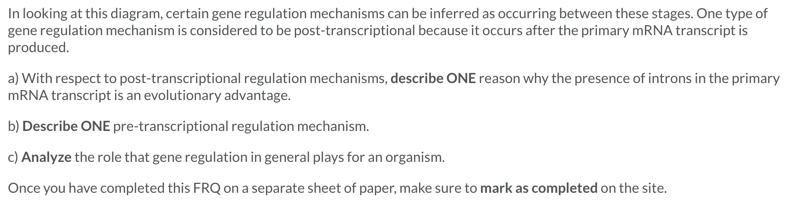 In looking at this diagram, certain gene regulation mechanisms can be inferred as occurring between these stages. One type of
gene regulation mechanism is considered to be post-transcriptional because it occurs after the primary mRNA transcript is
produced.
a) With respect to post-transcriptional regulation mechanisms, describe ONE reason why the presence of introns in the primary
mRNA transcript is an evolutionary advantage.
b) Describe ONE pre-transcriptional regulation mechanism.
c) Analyze the role that gene regulation in general plays for an organism.
Once you have completed this FRQ on a separate sheet of paper, make sure to mark as completed on the site.